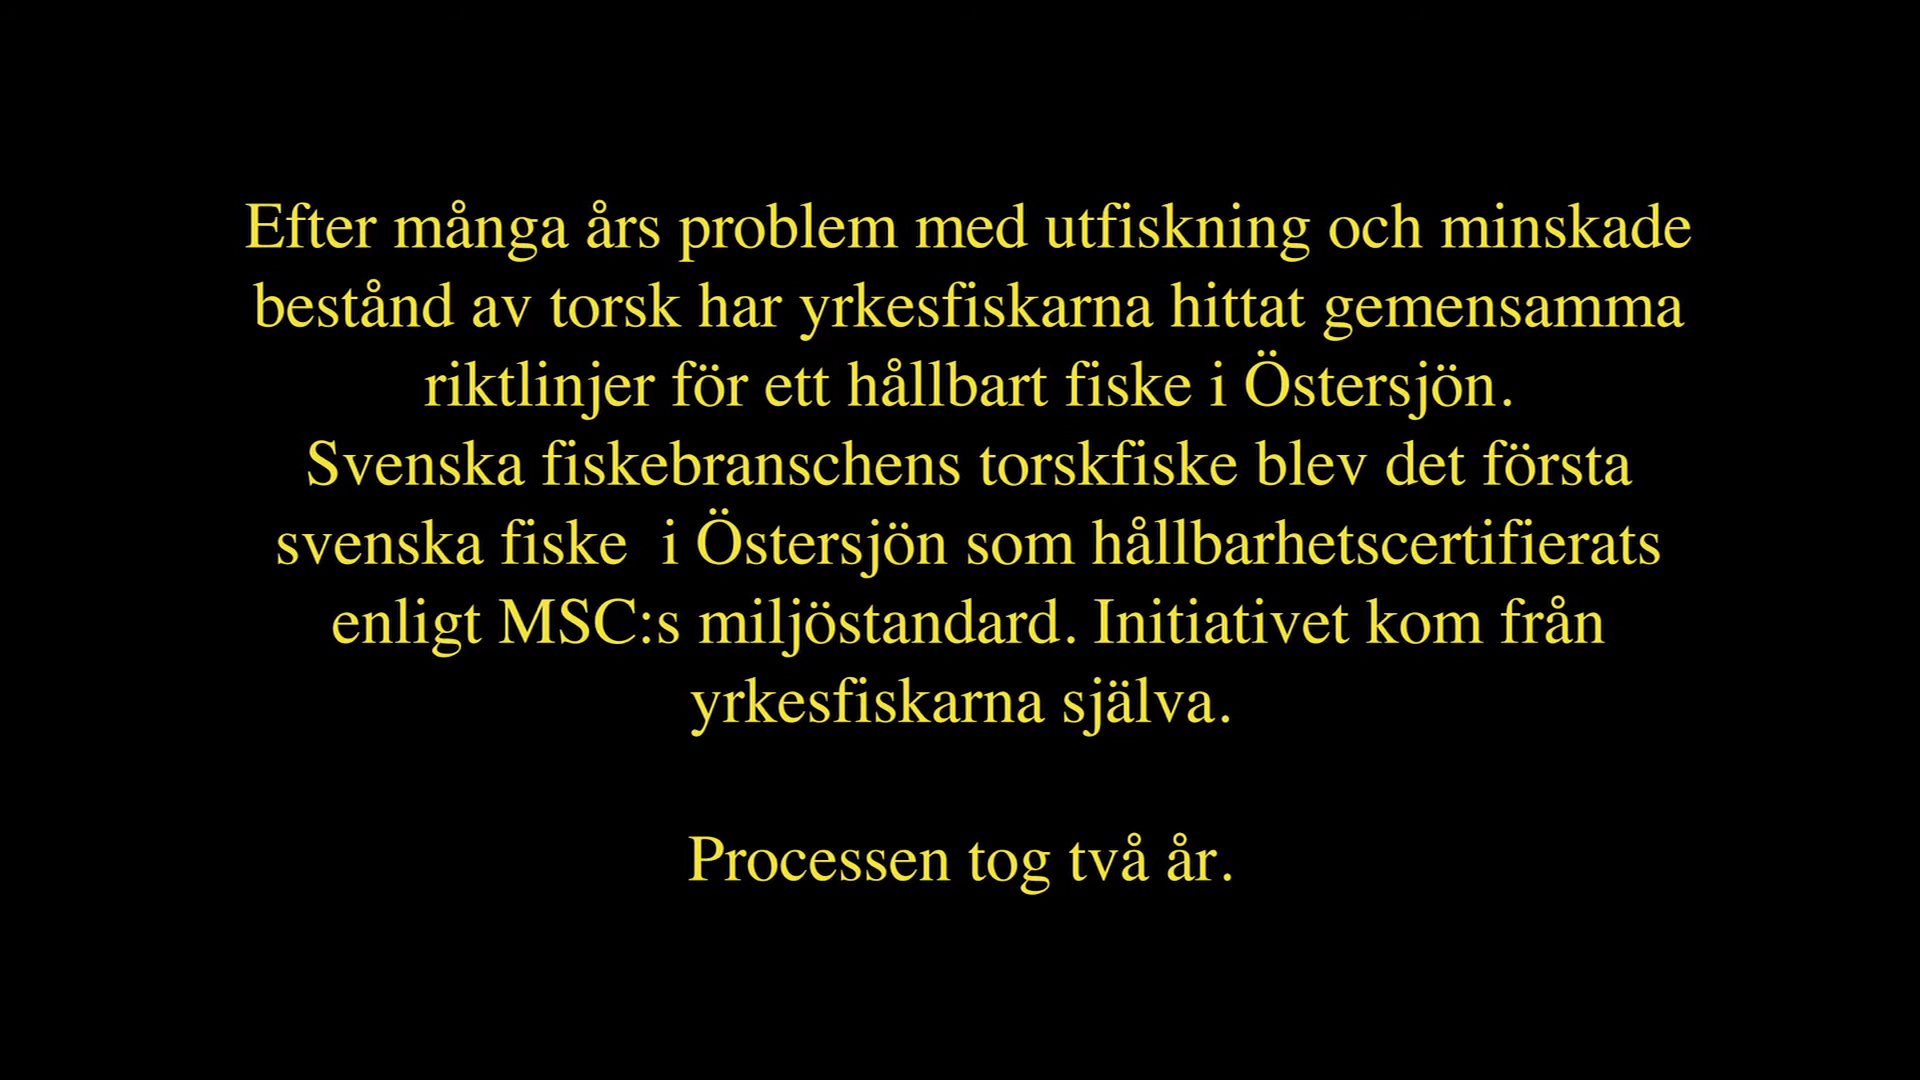 Efter många års problem med utfiskning och minskade
bestånd av torsk har yrkesfiskarna hittat gemensamma
riktlinjer för ett hållbart fiske i Östersjön.
Svenska fiskebranschens torskfiske blev det första
svenska fiske  i Östersjön som hållbarhetscertifierats
enligt MSC:s miljöstandard. Initiativet kom från
yrkesfiskarna själva.
Processen tog två år.